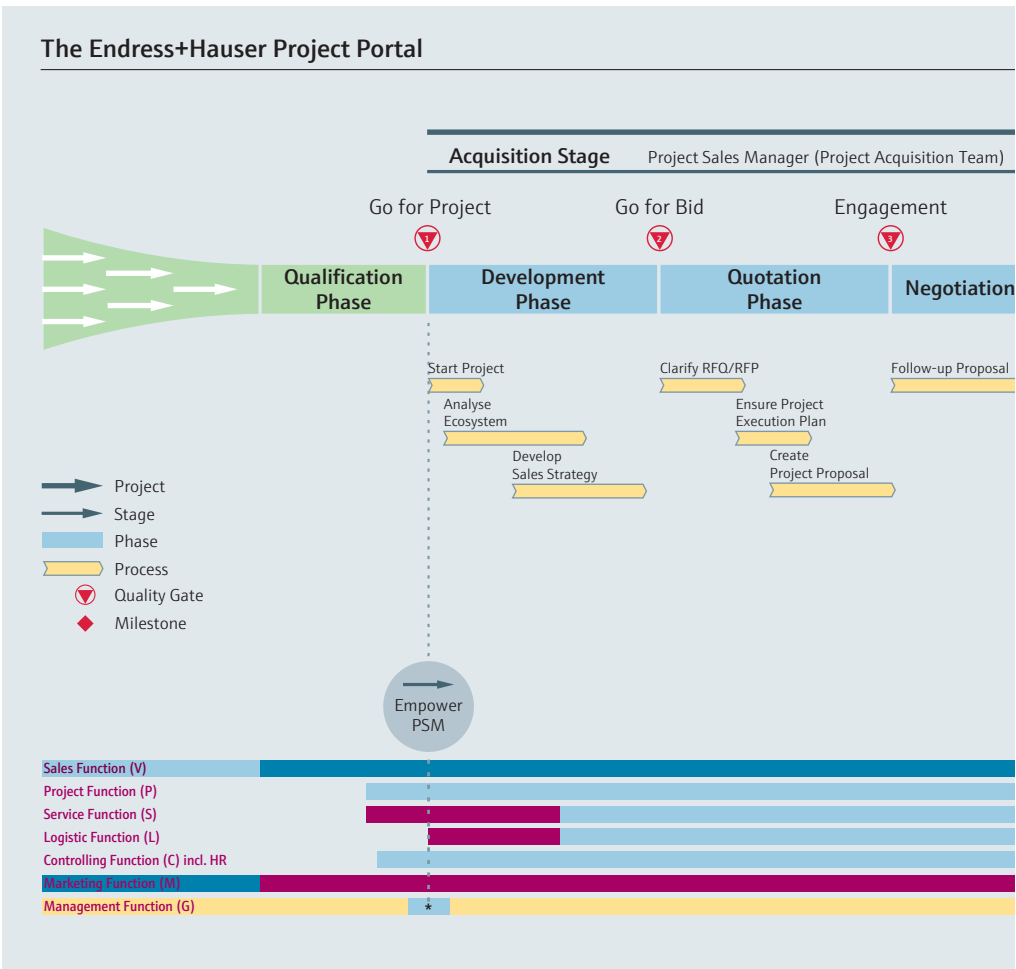 The Endress+Hauser Project Portal
Acquisition Stage Project Sales Manager (Project Acquisition Team)
Go for Project Go for Bid Engagement
1 2 3
Qualification
Phase
Development
Phase
Quotation
Phase
Negotiation
Start Project
Analyse
Ecosystem
Develop
Sales Strategy
Clarify RFQ/RFP
Ensure Project
Execution Plan
Create
Project Proposal
Follow-up Proposal
Project
Stage
Phase
Process
Quality Gate
Milestone
Empower
PSM
Sales Function (V)
Project Function (P)
Service Function (S)
Logistic Function (L)
Controlling Function (C) incl. HR
Marketing Function (M)
Management Function (G)
*